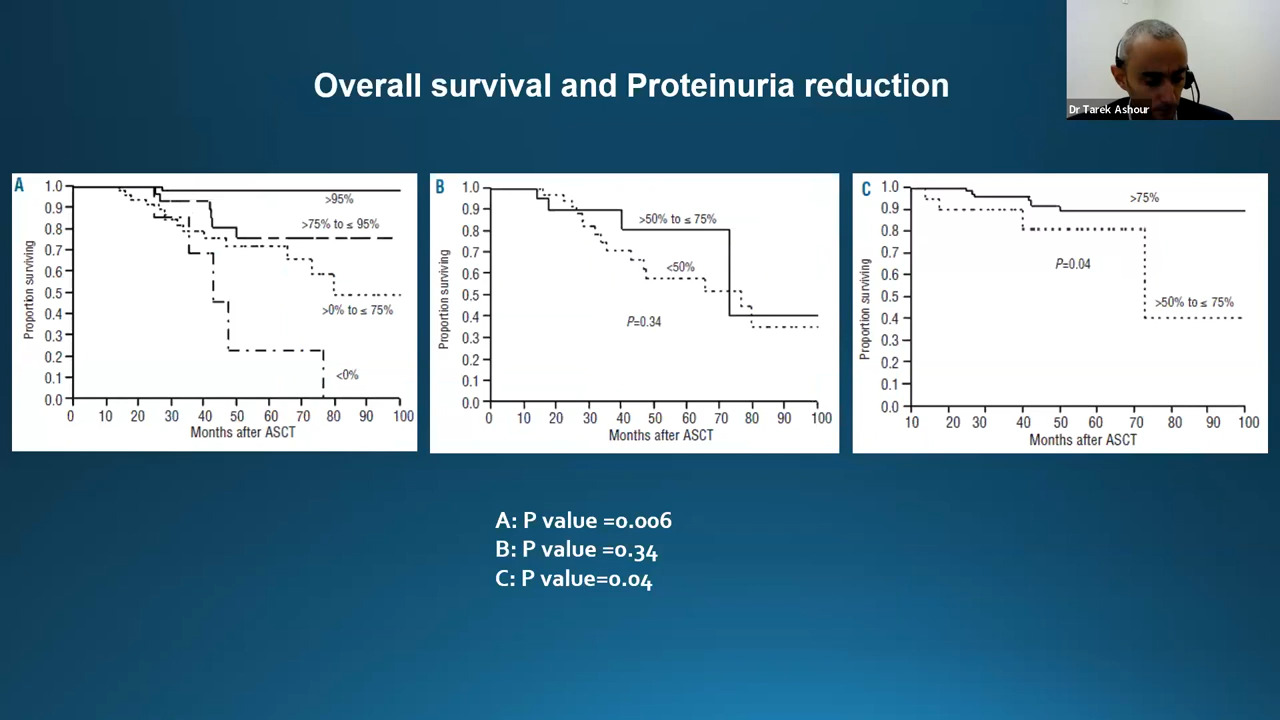 Overall survival and Proteinuria reduction
Dr Tarek Ashour
A
1.0
0.9
0.8
0.7
0.6
0.5
0.4
0.3
0.2
0.1
0.0
Proportion surviving
>95%
>75% to ≤ 95%
>0% to ≤ 75%
<0%
0 10 20 30 40 50 60 70 80 90 100
Months after ASCT
B
1.0
0.9
0.8
0.7
0.6
0.5
0.4
0.3
0.2
0.1
0.0
Proportion surviving
>50% to ≤ 75%
<50%
P=0.34
0 10 20 30 40 50 60 70 80 90 100
Months after ASCT
C
1.0
0.9
0.8
0.7
0.6
0.5
0.4
0.3
0.2
0.1
0.0
Proportion surviving
>75%
P=0.04
>50% to ≤ 75%
10 20 30 40 50 60 70 80 90 100
Months after ASCT
A: P value =0.006
B: P value =0.34
C: P value=0.04